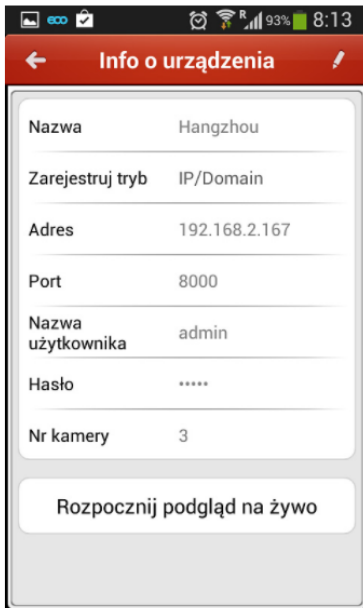 R 93% 8:13
Info o urządzenia
Nazwa Hangzhou
Zarejestruj tryb IP/Domain
Adres 192.168.2.167
Port 8000
Nazwa
użytkownika admin
Hasło •••••
Nr kamery 3
Rozpocznij podgląd na żywo